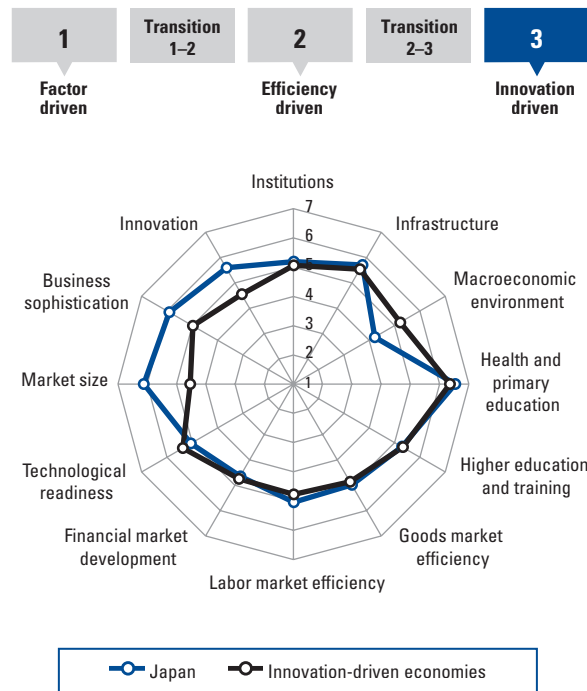 1
Transition
1–2
2
Transition
2–3
3
Factor
driven
Efficiency
driven
Innovation
driven
Institutions
7
6
5
4
3
2
1
Infrastructure
Macroeconomic
environment
Health and
primary
education
Higher education
and training
Goods market
efficiency
Labor market efficiency
Financial market
development
Technological
readiness
Market size
Business
sophistication
Innovation
Japan
Innovation-driven economies